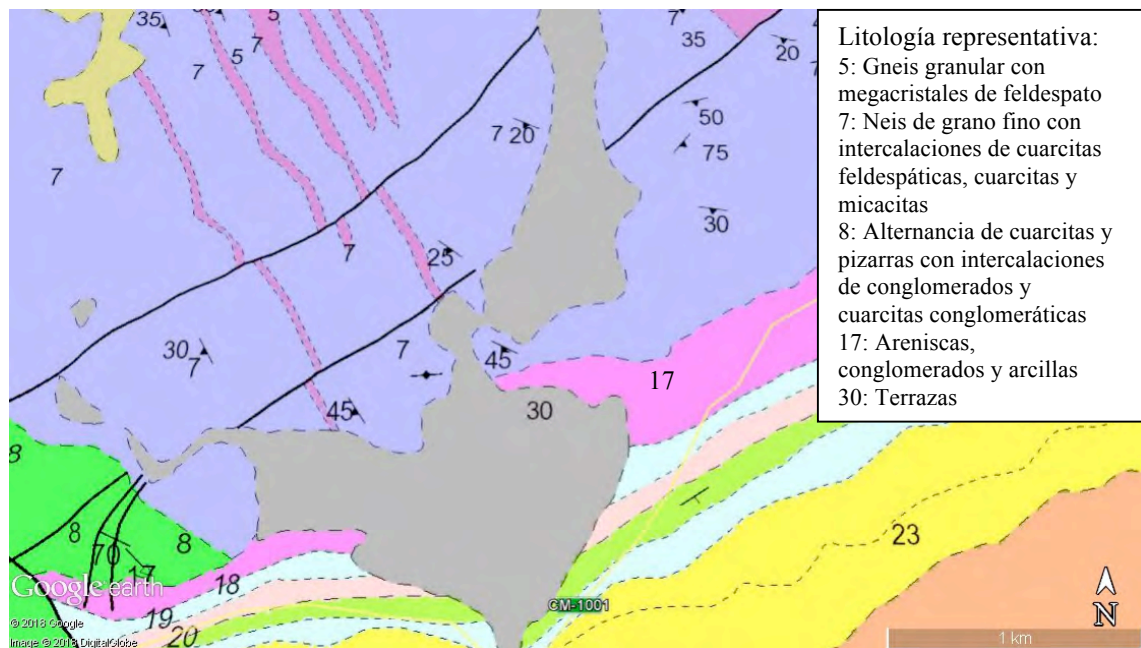 35
5
7
5
7
7
7
35
20
50
75
7 20
30
7
25
30
7
7
45
45
17
30
8
8
8
70
17
18
19
20
23
Google earth
© 2018 Google
Image © 2018 DigitalGlobe
CM-1001
1 km
N
Litología representativa:
5: Gneis granular con
megacristales de feldespato
7: Neis de grano fino con
intercalaciones de cuarcitas
feldespáticas, cuarcitas y
micacitas
8: Alternancia de cuarcitas y
pizarras con intercalaciones
de conglomerados y
cuarcitas conglomeráticas
17: Areniscas,
conglomerados y arcillas
30: Terrazas